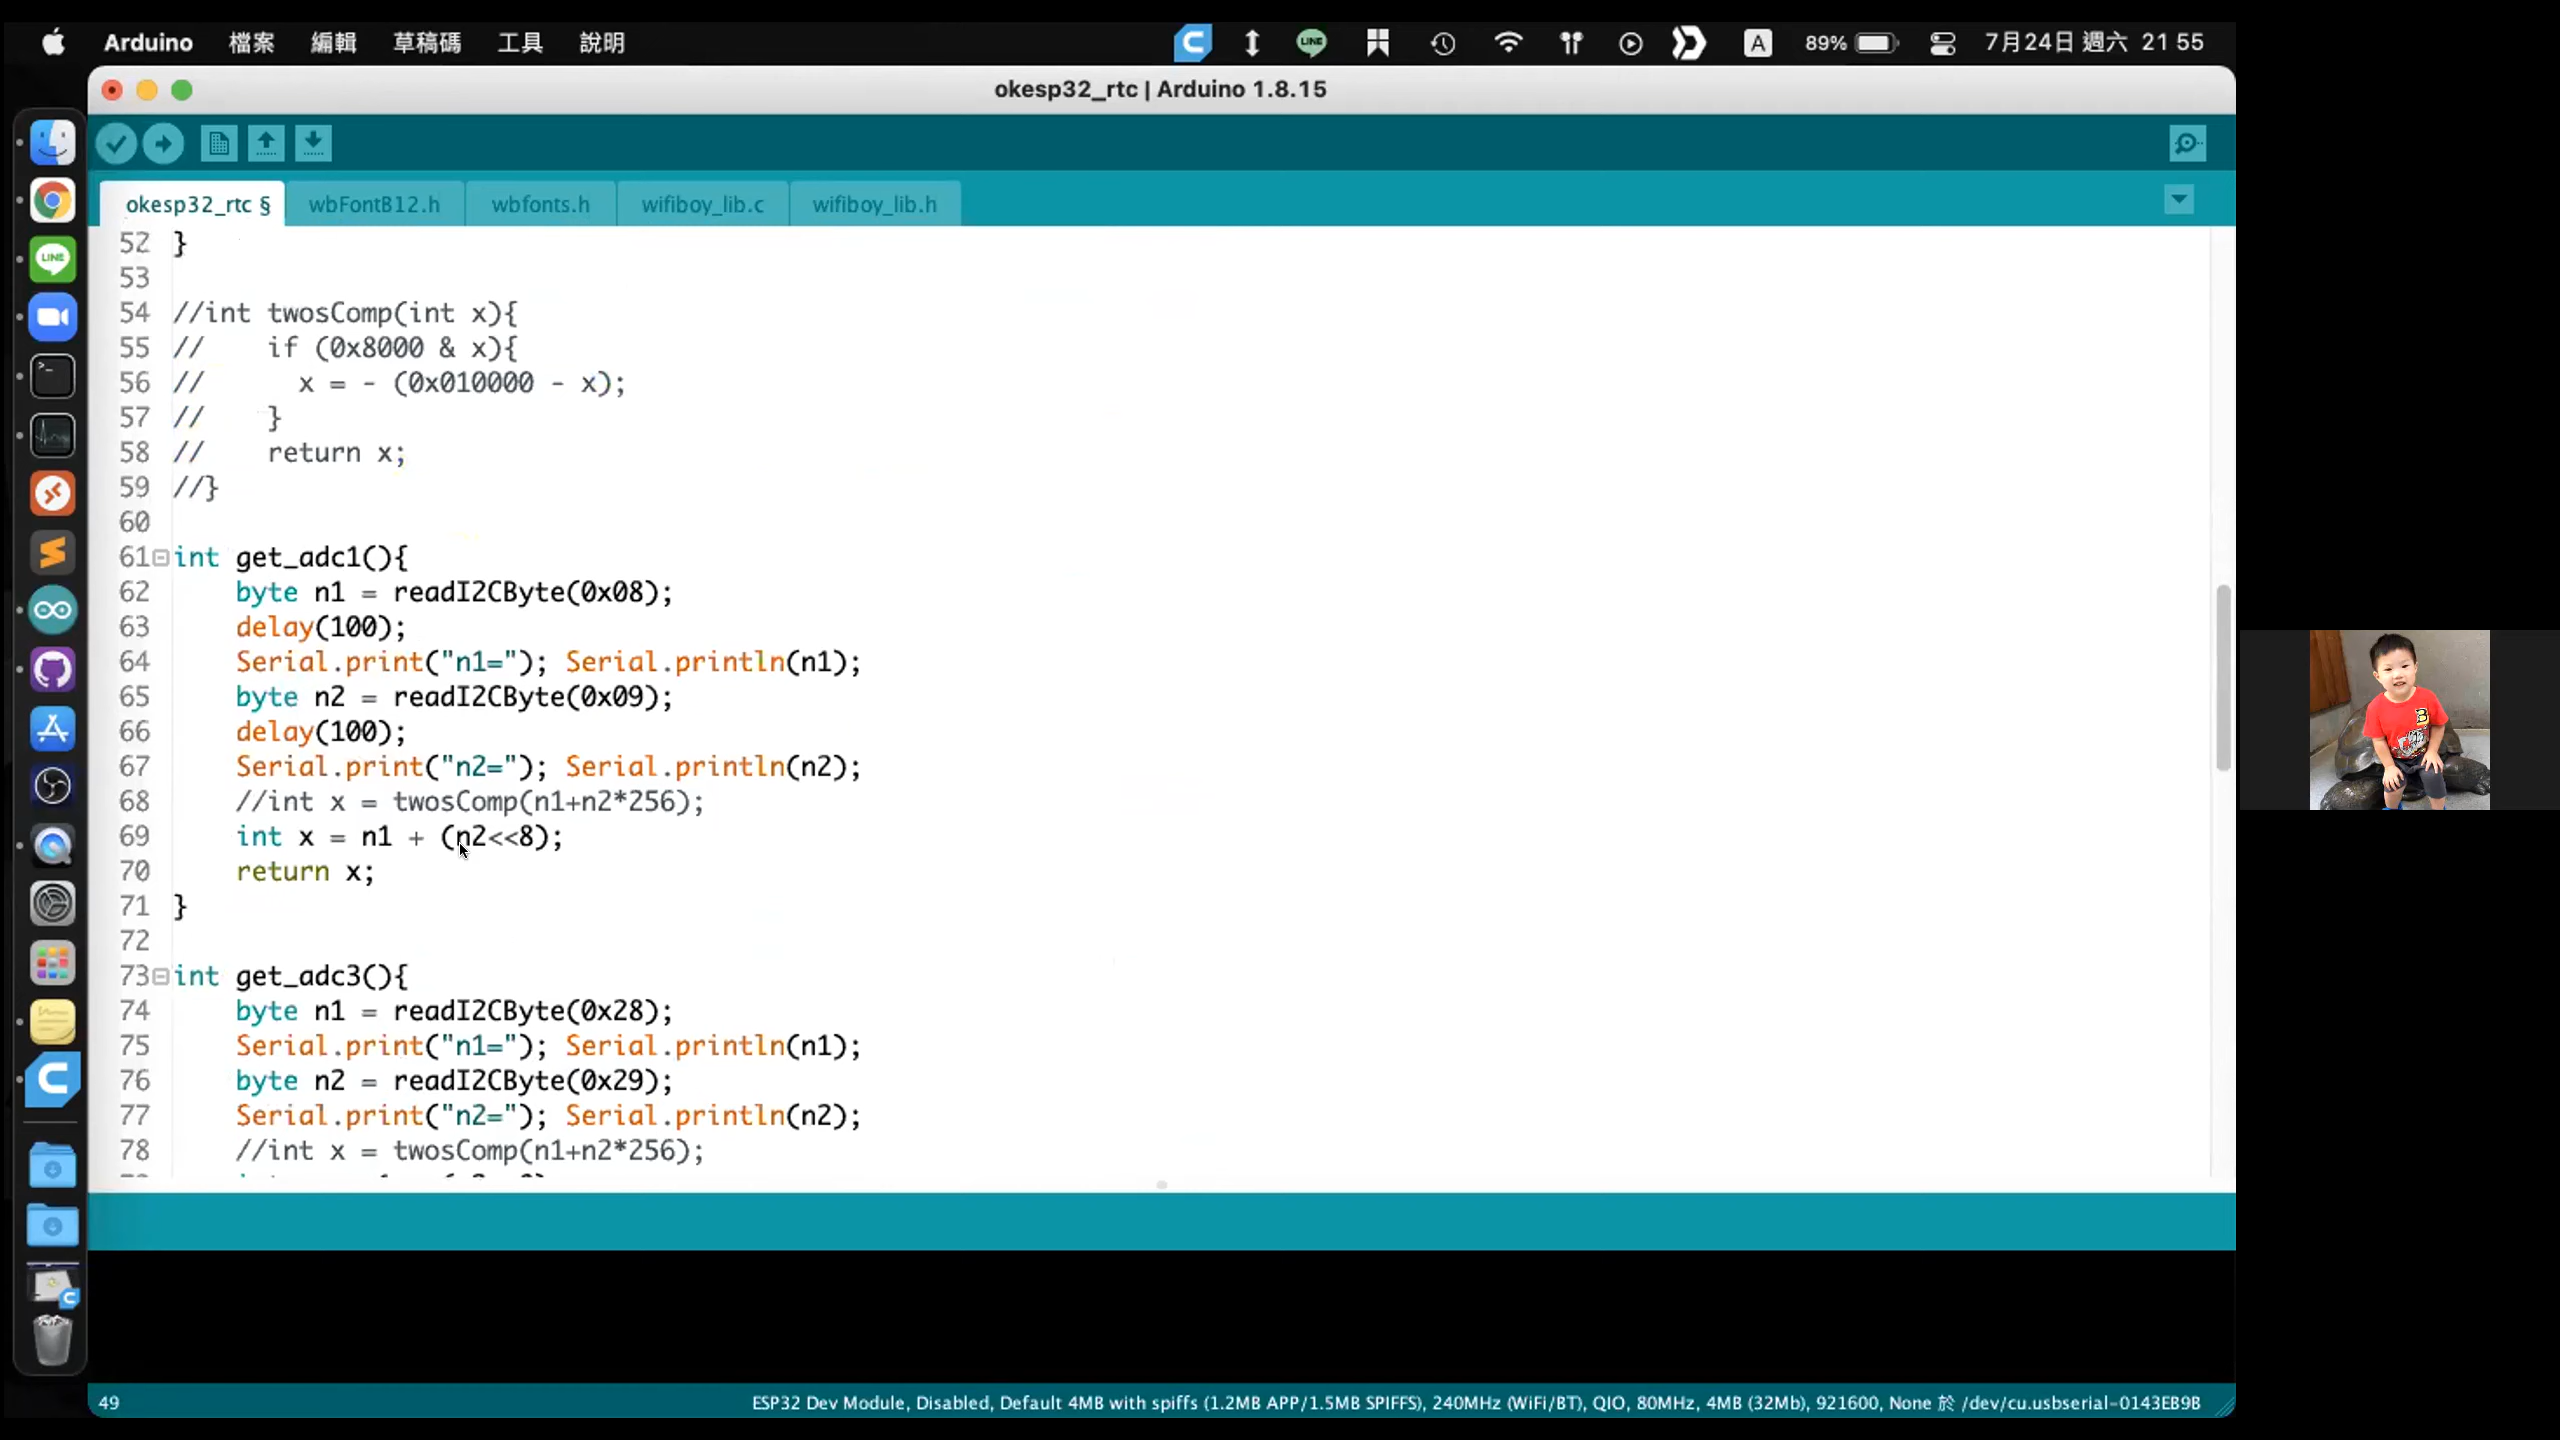 Arduino 檔案 編輯 草稿碼 工具 說明 LINE A 89% 7月24日 週六 21 55
okesp32_rtc | Arduino 1.8.15
okesp32_rtc § wbFontB12.h wbfonts.h wifiboy_lib.c wifiboy_lib.h
52 }
53
54 //int twosComp(int x){
55 //    if (0x8000 & x){
56 //      x = - (0x010000 - x);
57 //    }
58 //    return x;
59 //}
60
61 int get_adc1(){
62     byte n1 = readI2CByte(0x08);
63     delay(100);
64     Serial.print("n1="); Serial.println(n1);
65     byte n2 = readI2CByte(0x09);
66     delay(100);
67     Serial.print("n2="); Serial.println(n2);
68     //int x = twosComp(n1+n2*256);
69     int x = n1 + (n2<<8);
70     return x;
71 }
72
73 int get_adc3(){
74     byte n1 = readI2CByte(0x28);
75     Serial.print("n1="); Serial.println(n1);
76     byte n2 = readI2CByte(0x29);
77     Serial.print("n2="); Serial.println(n2);
78     //int x = twosComp(n1+n2*256);
LINE
49 ESP32 Dev Module, Disabled, Default 4MB with spiffs (1.2MB APP/1.5MB SPIFFS), 240MHz (WiFi/BT), QIO, 80MHz, 4MB (32Mb), 921600, None 於 /dev/cu.usbserial-0143EB9B